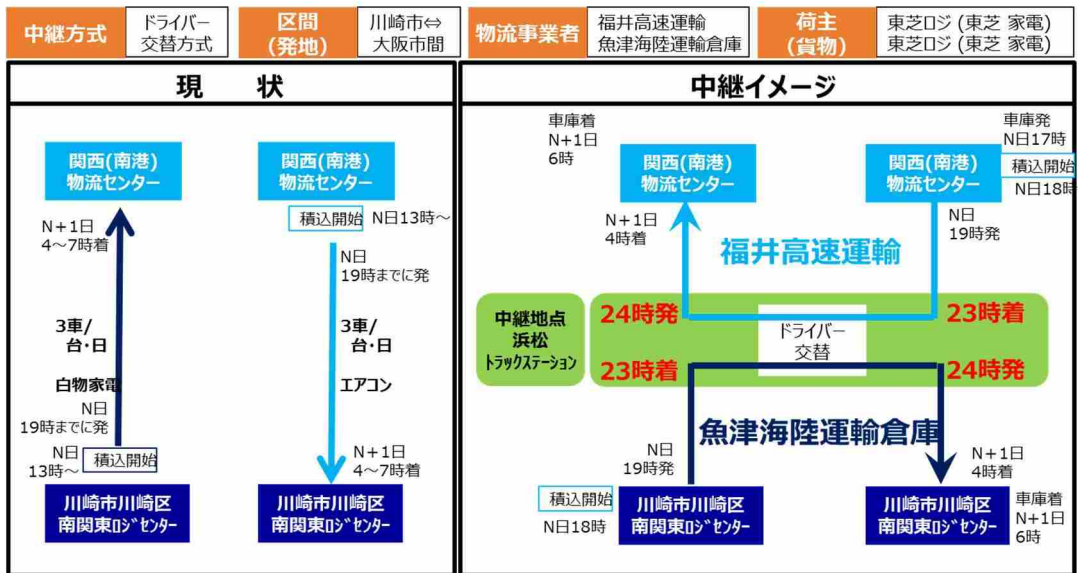 中継方式
ドライバー
交替方式
区間
(発地)
川崎市⇔
大阪市間
物流事業者
福井高速運輸
魚津海陸運輸倉庫
荷主
(貨物)
東芝ロジ (東芝 家電)
東芝ロジ (東芝 家電)
現 状
関西(南港)
物流センター
N+1日
4～7時着
3車/
台・日
白物家電
N日
19時までに発
N日
13時～
積込開始
川崎市川崎区
南関東ﾛｼﾞｾﾝﾀｰ
関西(南港)
物流センター
積込開始
N日13時～
N日
19時までに発
3車/
台・日
エアコン
N+1日
4～7時着
川崎市川崎区
南関東ﾛｼﾞｾﾝﾀｰ
中継イメージ
車庫着
N+1日
6時
関西(南港)
物流センター
N+1日
4時着
関西(南港)
物流センター
車庫発
N日17時
積込開始
N日18時
N日
19時発
福井高速運輸
中継地点
浜松
ﾄﾗｯｸｽﾃｰｼｮﾝ
24時発
23時着
ドライバー
交替
23時着
24時発
魚津海陸運輸倉庫
N日
19時発
積込開始
N日18時
川崎市川崎区
南関東ﾛｼﾞｾﾝﾀｰ
N+1日
4時着
川崎市川崎区
南関東ﾛｼﾞｾﾝﾀｰ
車庫着
N+1日
6時